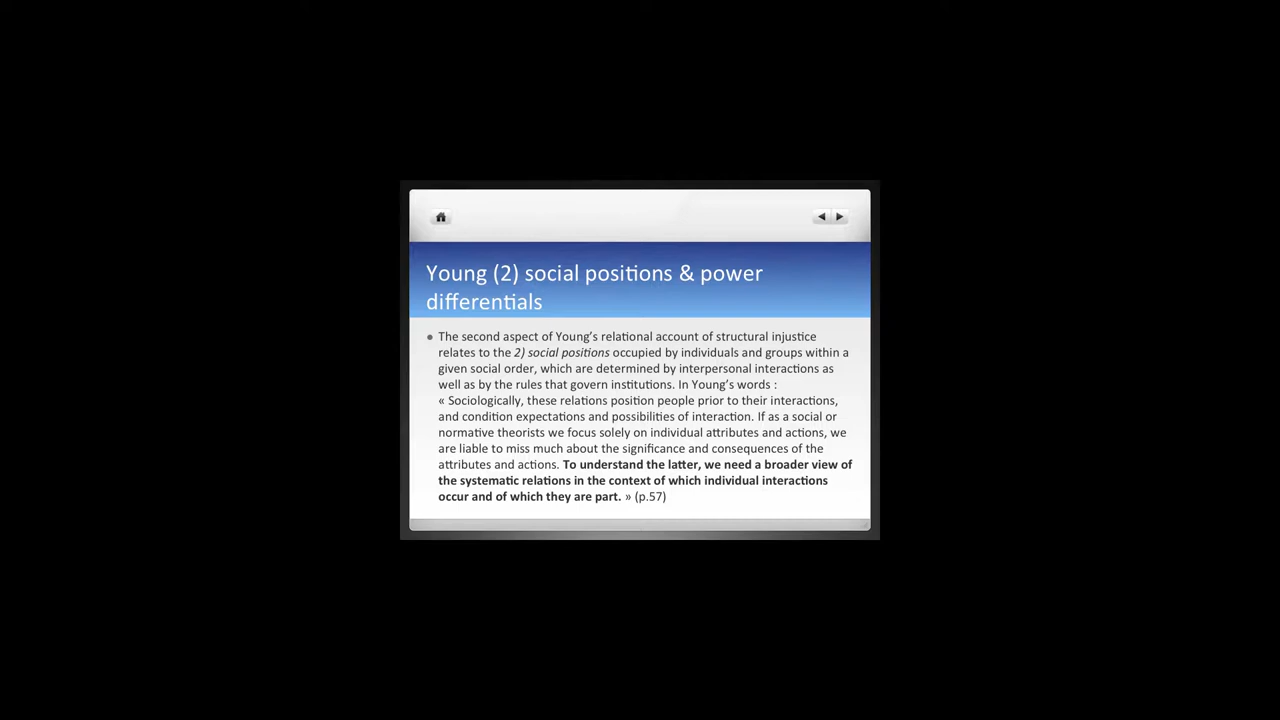 Young (2) social positions & power
differentials
• The second aspect of Young’s relational account of structural injustice
relates to the 2) social positions occupied by individuals and groups within a
given social order, which are determined by interpersonal interactions as
well as by the rules that govern institutions. In Young’s words :
« Sociologically, these relations position people prior to their interactions,
and condition expectations and possibilities of interaction. If as a social or
normative theorists we focus solely on individual attributes and actions, we
are liable to miss much about the significance and consequences of the
attributes and actions. To understand the latter, we need a broader view of
the systematic relations in the context of which individual interactions
occur and of which they are part. » (p.57)